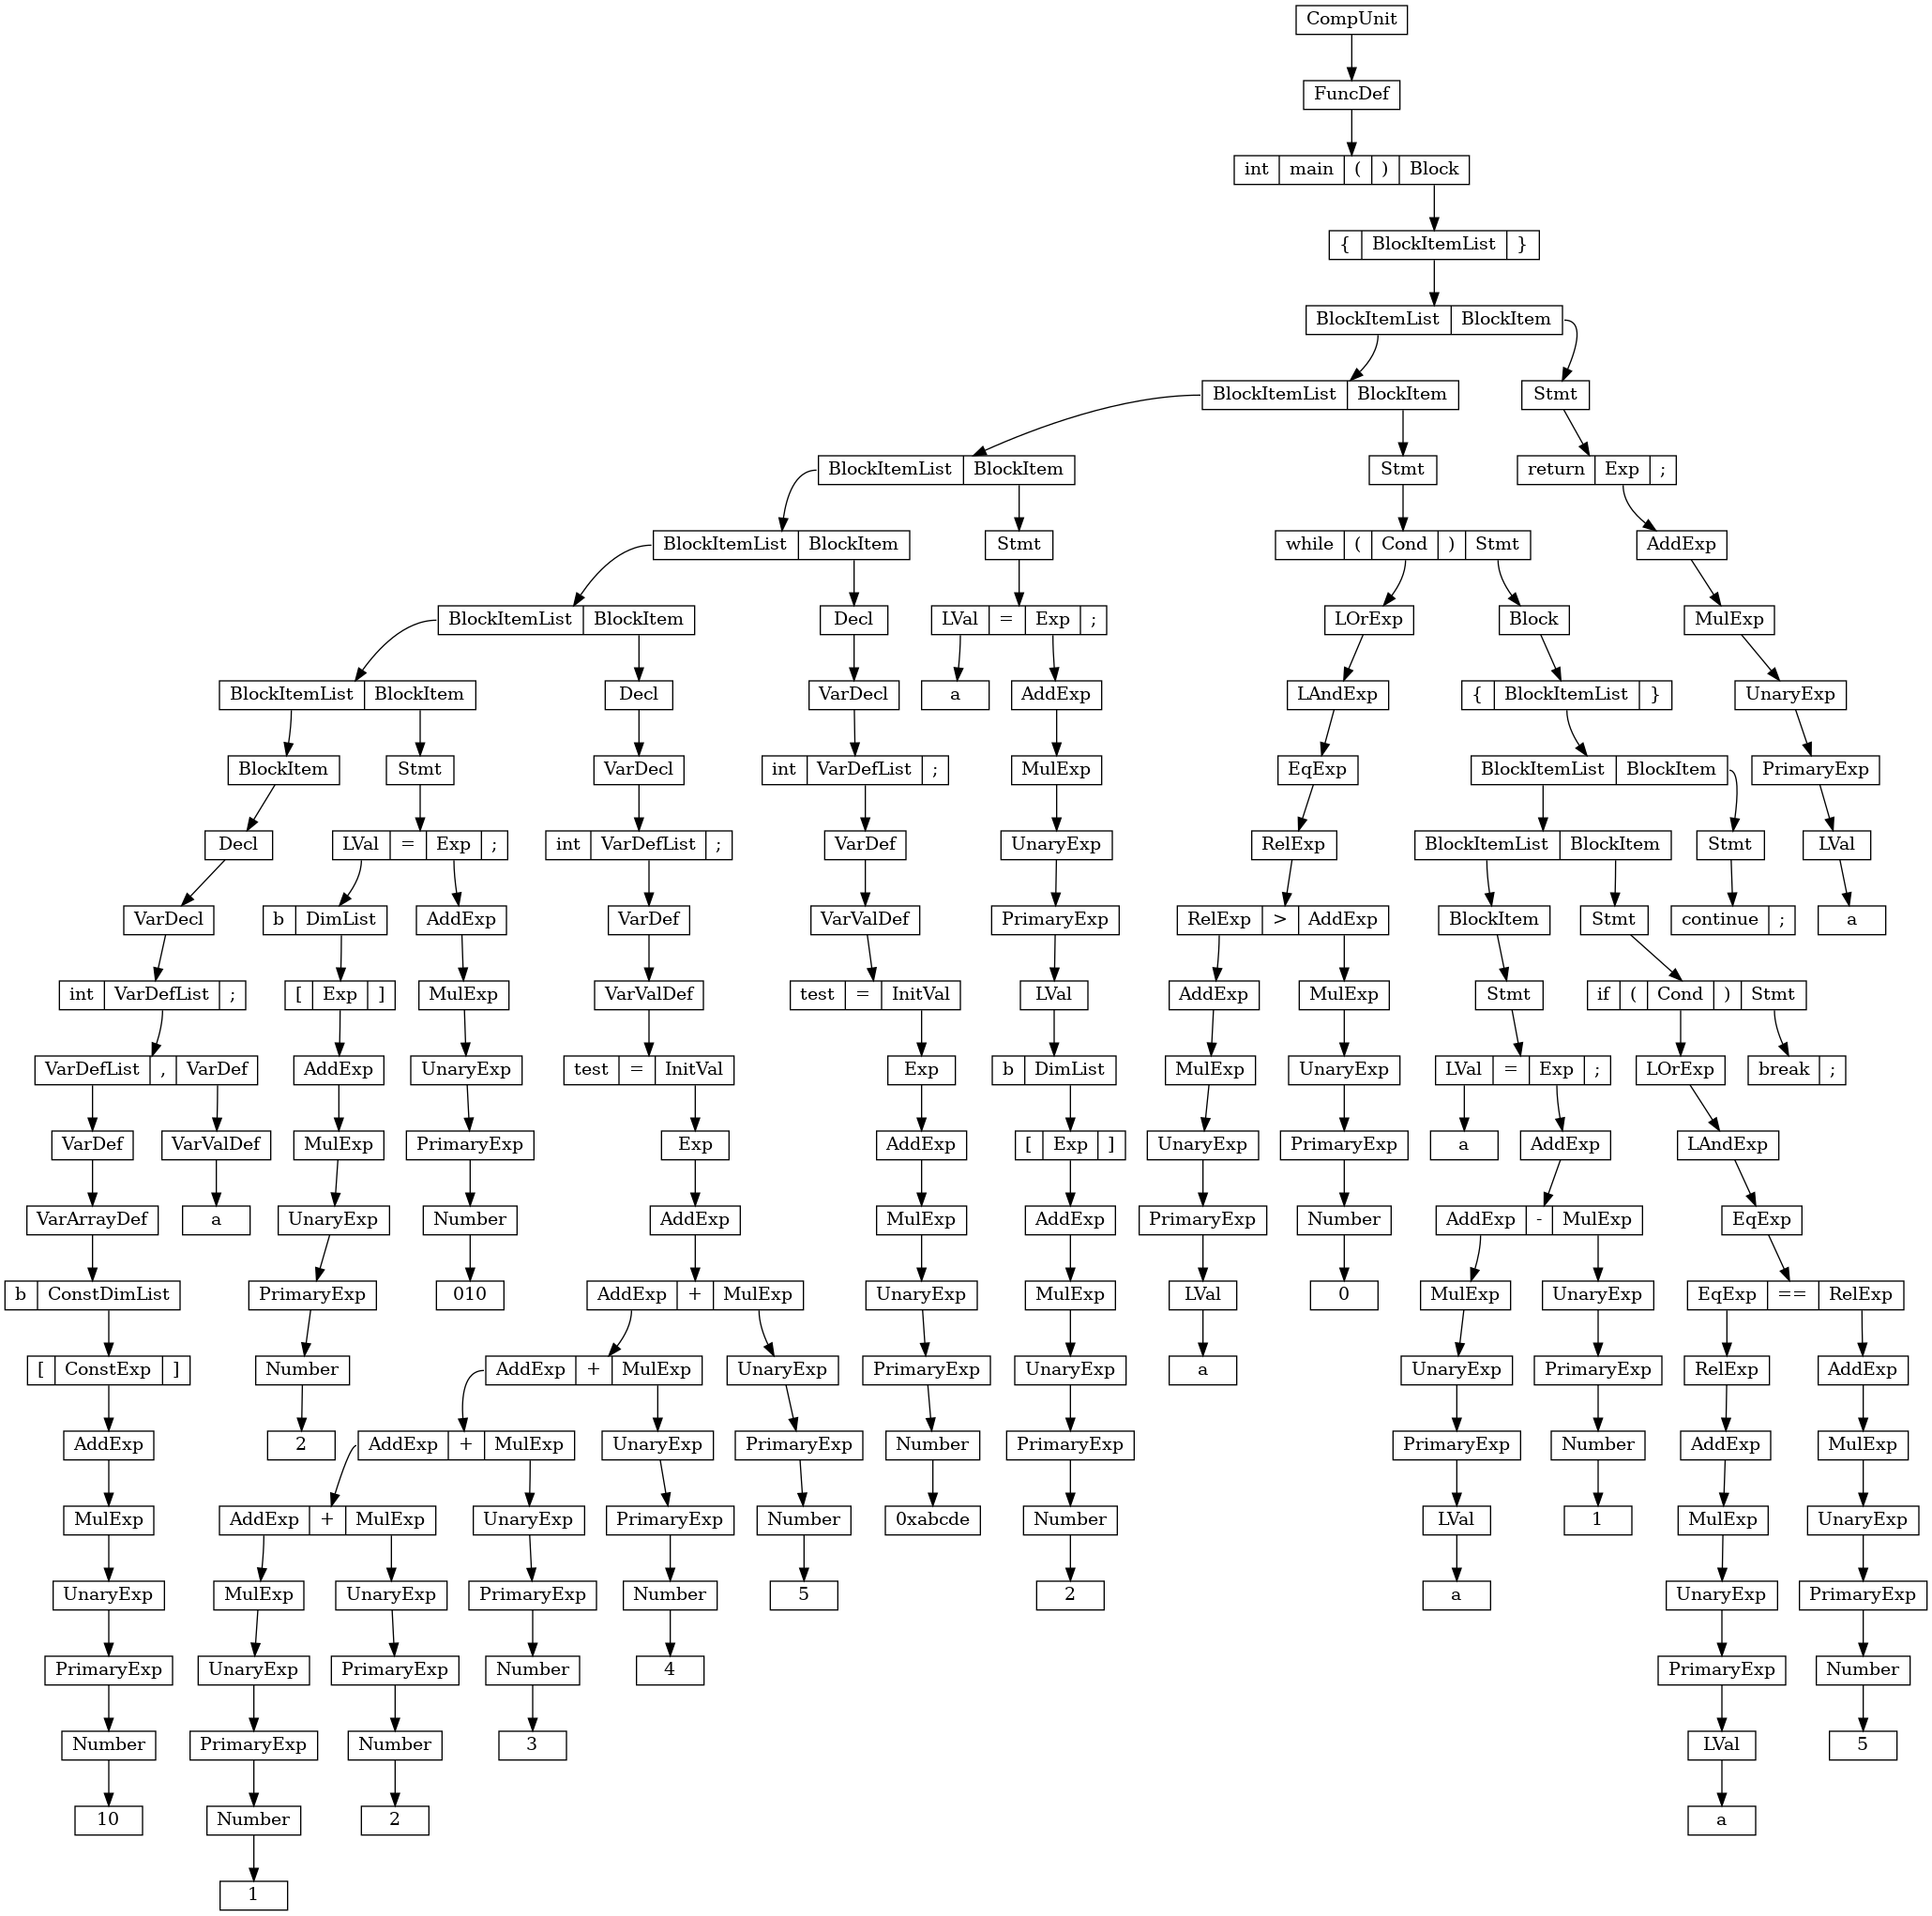 CompUnit
FuncDef
int main ( ) Block
{ BlockItemList }
BlockItemList BlockItem
BlockItemList BlockItem Stmt
BlockItemList BlockItem Stmt return Exp ;
BlockItemList BlockItem Stmt while ( Cond ) Stmt AddExp
BlockItemList BlockItem Decl LVal = Exp ; LOrExp Block MulExp
BlockItemList BlockItem Decl VarDecl a AddExp LAndExp { BlockItemList } UnaryExp
BlockItem Stmt VarDecl int VarDefList ; MulExp EqExp BlockItemList BlockItem PrimaryExp
Decl LVal = Exp ; int VarDefList ; VarDef UnaryExp RelExp BlockItemList BlockItem Stmt LVal
VarDecl b DimList AddExp VarDef VarValDef PrimaryExp RelExp > AddExp BlockItem Stmt continue ; a
int VarDefList ; [ Exp ] MulExp VarValDef test = InitVal LVal AddExp MulExp Stmt if ( Cond ) Stmt
VarDefList , VarDef AddExp UnaryExp test = InitVal Exp b DimList MulExp UnaryExp LVal = Exp ; LOrExp break ;
VarDef VarValDef MulExp PrimaryExp Exp AddExp [ Exp ] UnaryExp PrimaryExp a AddExp LAndExp
VarArrayDef a UnaryExp Number AddExp MulExp AddExp PrimaryExp Number AddExp - MulExp EqExp
b ConstDimList PrimaryExp 010 AddExp + MulExp UnaryExp MulExp LVal 0 MulExp UnaryExp EqExp == RelExp
[ ConstExp ] Number AddExp + MulExp UnaryExp PrimaryExp UnaryExp a UnaryExp PrimaryExp RelExp AddExp
AddExp 2 AddExp + MulExp UnaryExp PrimaryExp Number PrimaryExp PrimaryExp Number AddExp MulExp
MulExp AddExp + MulExp UnaryExp PrimaryExp Number 0xabcde Number LVal 1 MulExp UnaryExp
UnaryExp MulExp UnaryExp PrimaryExp Number 5 2 a UnaryExp PrimaryExp
PrimaryExp UnaryExp PrimaryExp Number 4 PrimaryExp Number
Number PrimaryExp Number 3 LVal 5
10 Number 2 a
1